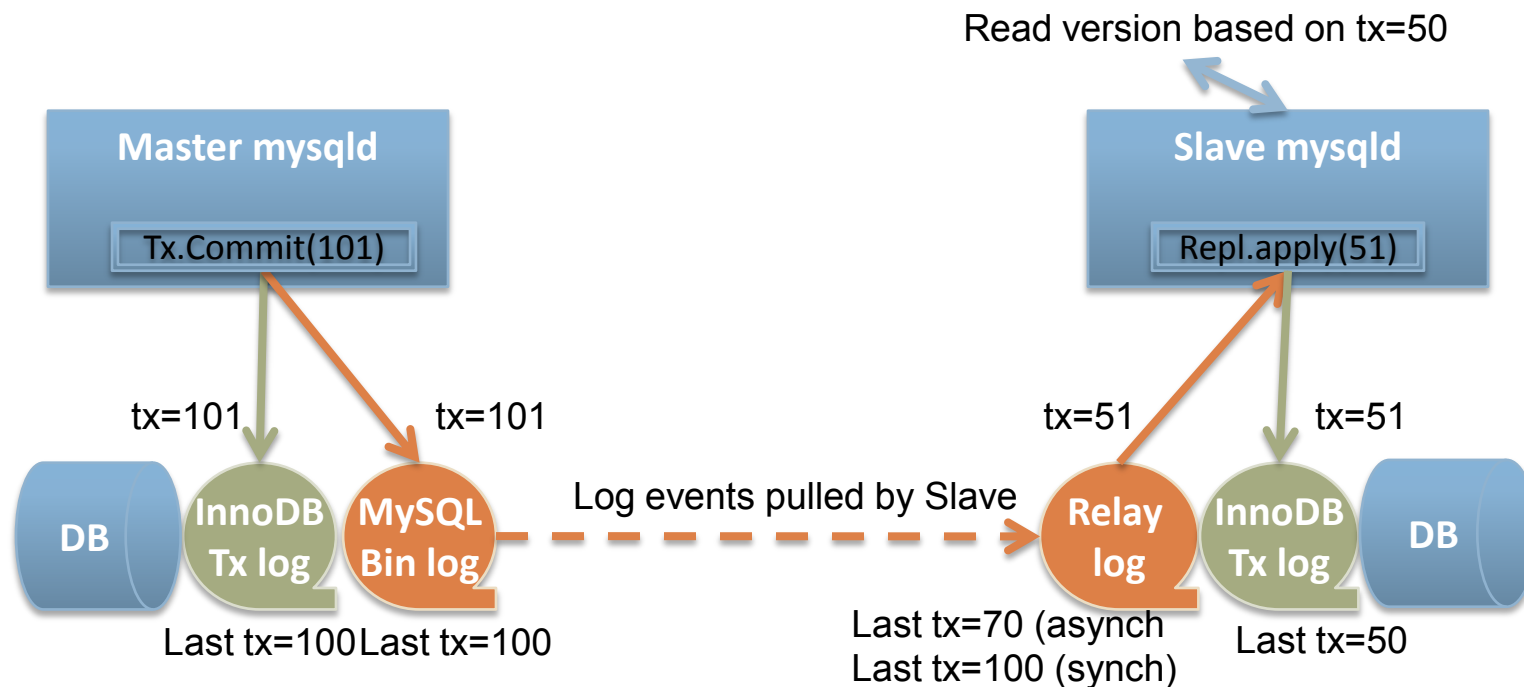 Read version based on tx=50
Master mysqld
Slave mysqld
Tx.Commit(101)
Repl.apply(51)
tx=101
tx=101
tx=51
tx=51
DB
InnoDB
Tx log
MySQL
Bin log
Log events pulled by Slave
Relay
log
InnoDB
Tx log
DB
Last tx=100
Last tx=100
Last tx=70 (asynch
Last tx=100 (synch)
Last tx=50